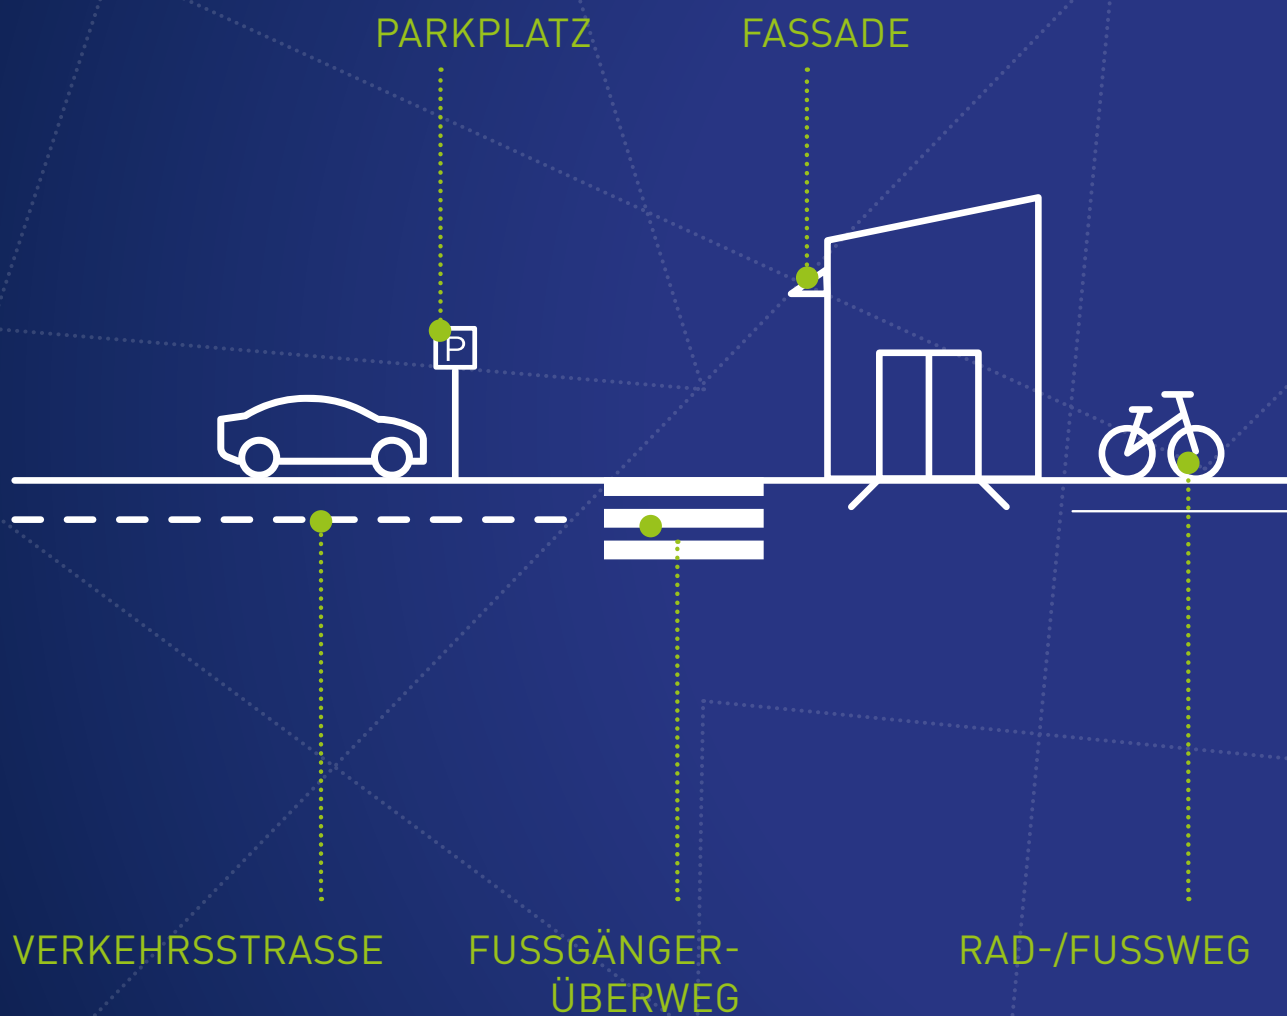 PARKPLATZ
FASSADE
P
VERKEHRSSTRASSE
FUSSGÄNGER-
ÜBERWEG
RAD-/FUSSWEG